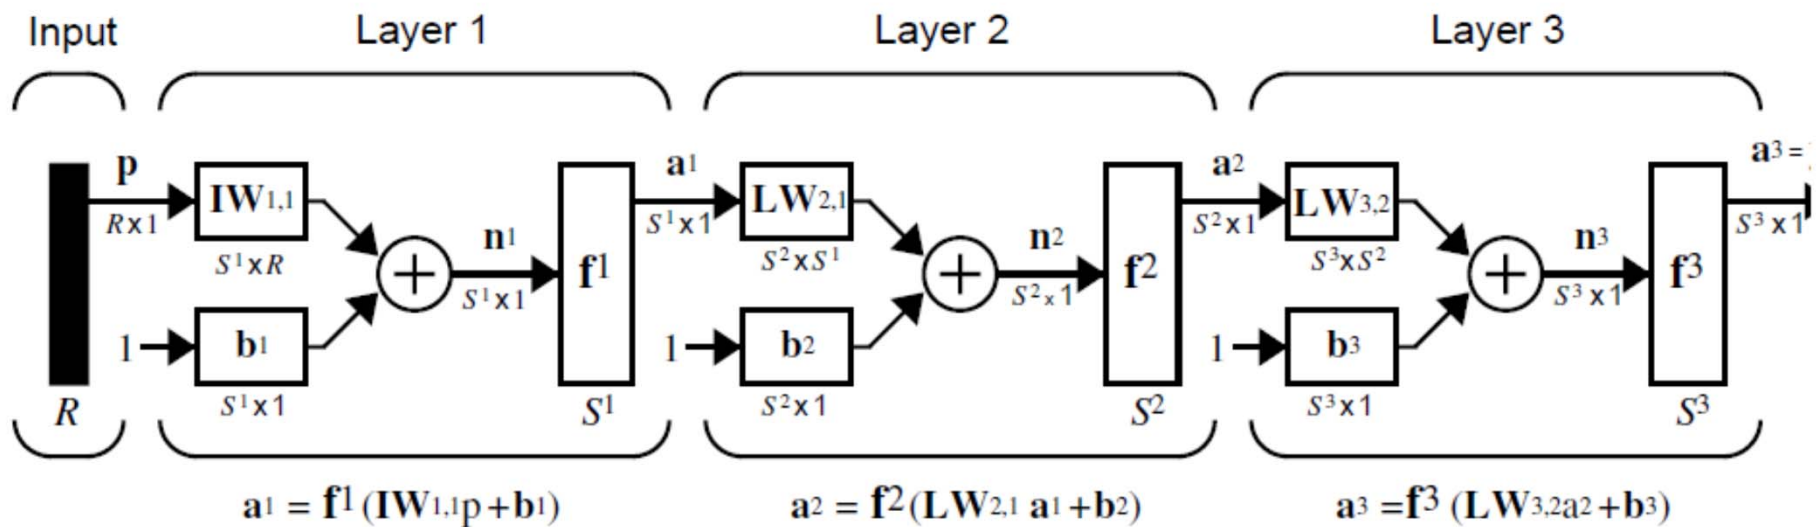 Input Layer 1 Layer 2 Layer 3
p a1 a2 a3 =
IW1,1 LW2,1 LW3,2
Rx1 S1x1 S2x1 S3x1
n1 n2 n3
S1xR S2xS1 S3xS2
+ f1 + f2 + f3
S1x1 S2x1 S3x1
1 b1 1 b2 1 b3
S1x1 S2x1 S3x1
R S1 S2 S3
a1 = f1 (IW1,1p+b1) a2 = f2(LW2,1 a1+b2) a3 =f3 (LW3,2a2+b3)